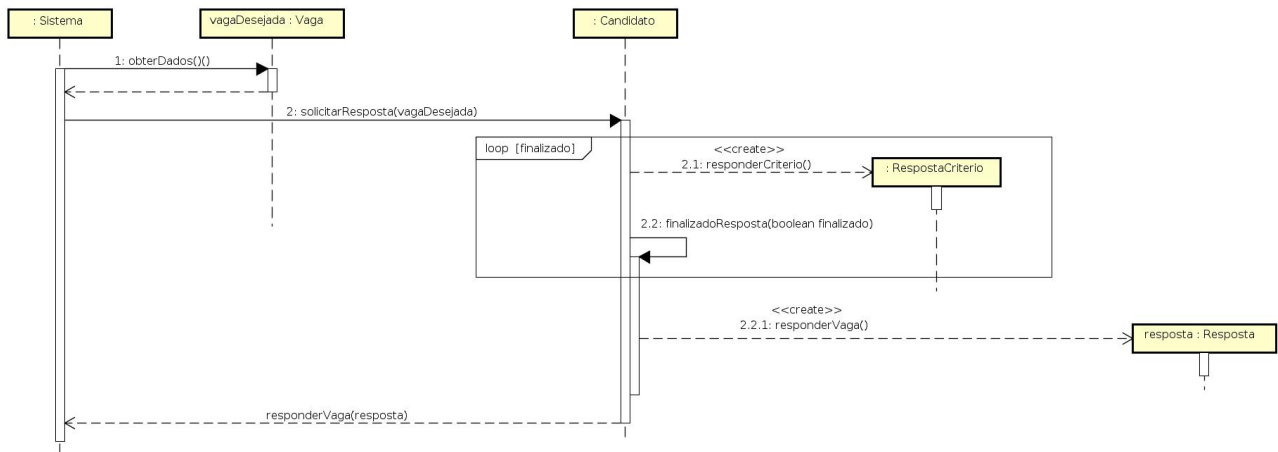 : Sistema
vagaDesejada : Vaga
: Candidato
1: obterDados()()
2: solicitarResposta(vagaDesejada)
loop [finalizado]
<<create>>
2.1: responderCriterio()
: RespostaCriterio
2.2: finalizadoResposta(boolean finalizado)
<<create>>
2.2.1: responderVaga()
resposta : Resposta
responderVaga(resposta)